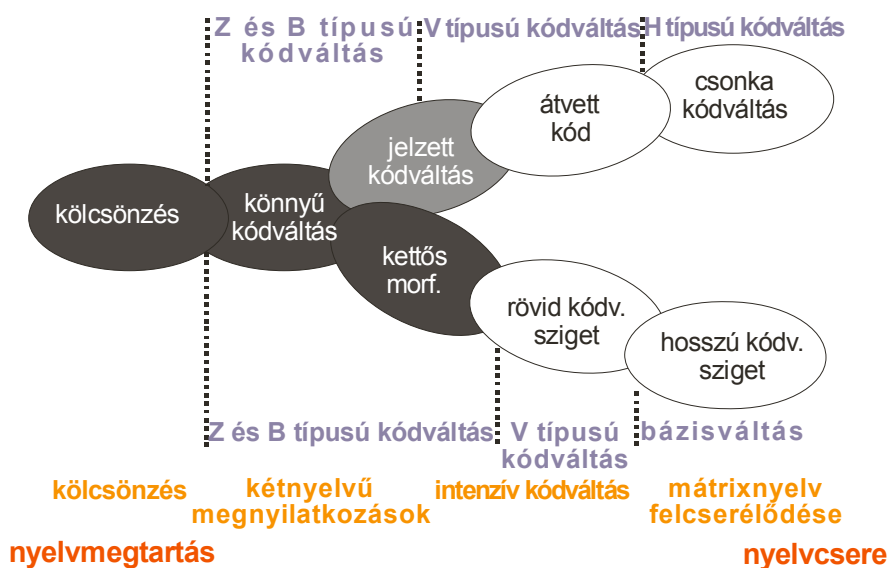 Z és B típusú
kódváltás
V típusú kódváltás
H típusú kódváltás
csonka
kódváltás
átvett
kód
jelzett
kódváltás
kölcsönzés
könnyű
kódváltás
kettős
morf.
rövid kódv.
sziget
hosszú kódv.
sziget
Z és B típusú kódváltás
V típusú
kódváltás
bázisváltás
kölcsönzés
kétnyelvű
megnyilatkozások
intenzív kódváltás
mátrixnyelv
felcserélődése
nyelvmegtartás
nyelvcsere